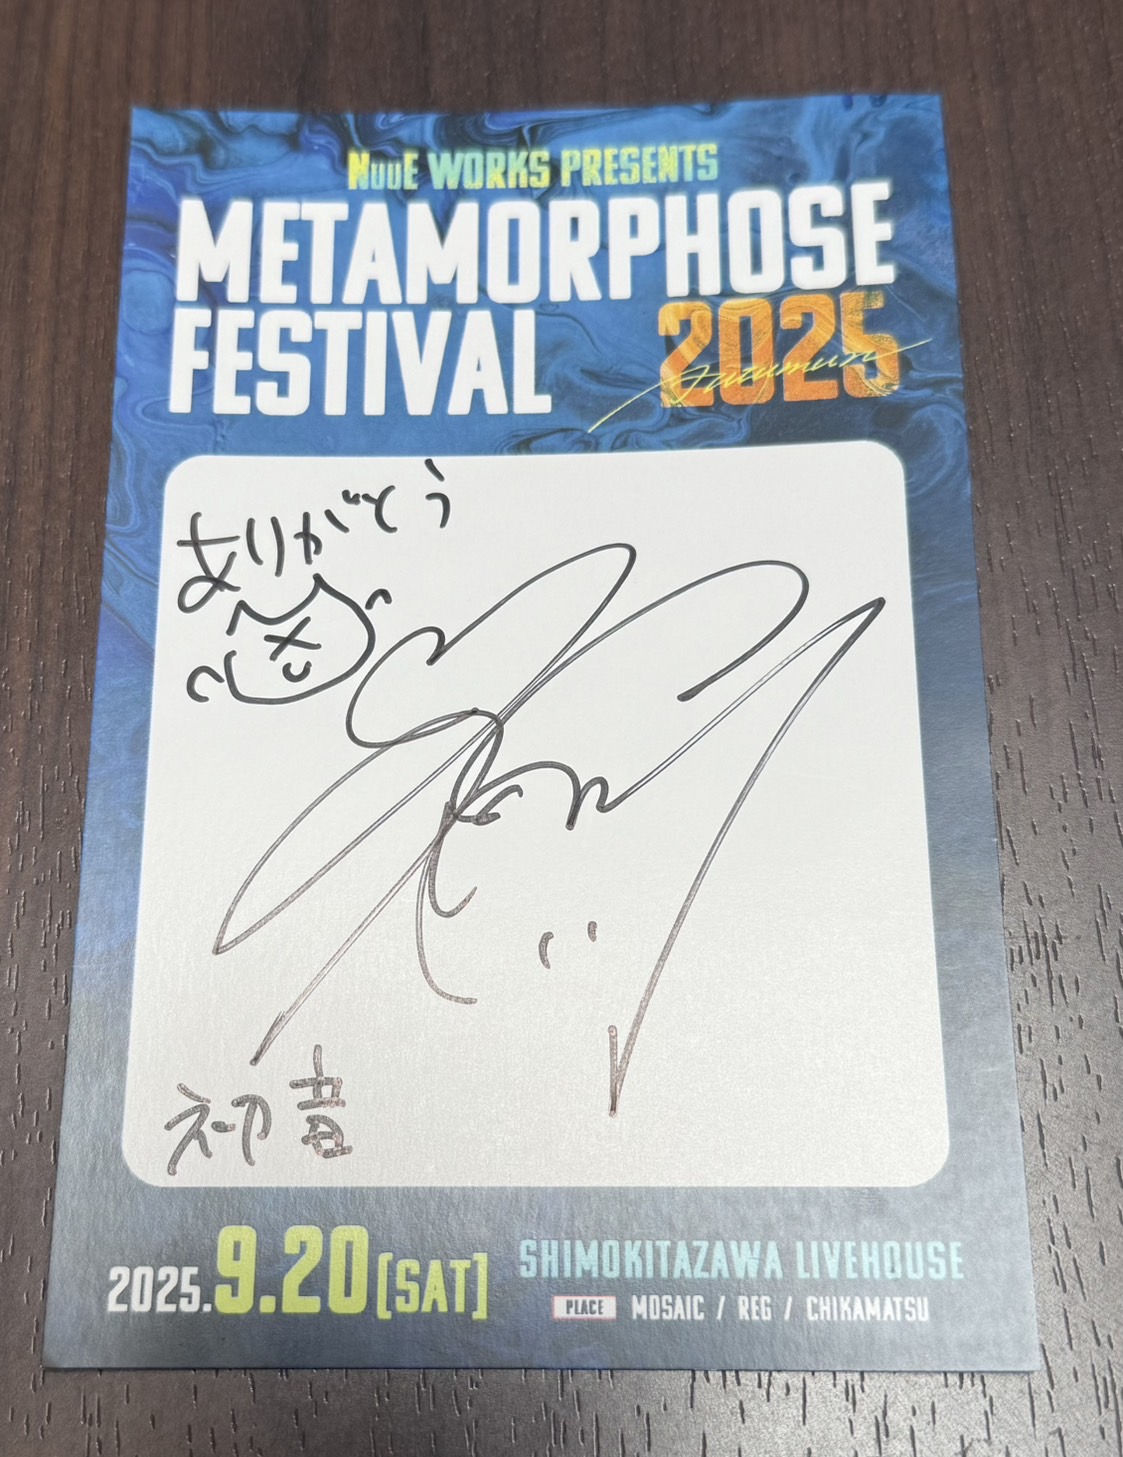 NUUE WORKS PRESENTS
METAMORPHOSE
FESTIVAL 2025
Autumun
ありがとう
初音
2025.9.20[SAT]
SHIMOKITAZAWA LIVEHOUSE
PLACE MOSAIC / REG / CHIKAMATSU